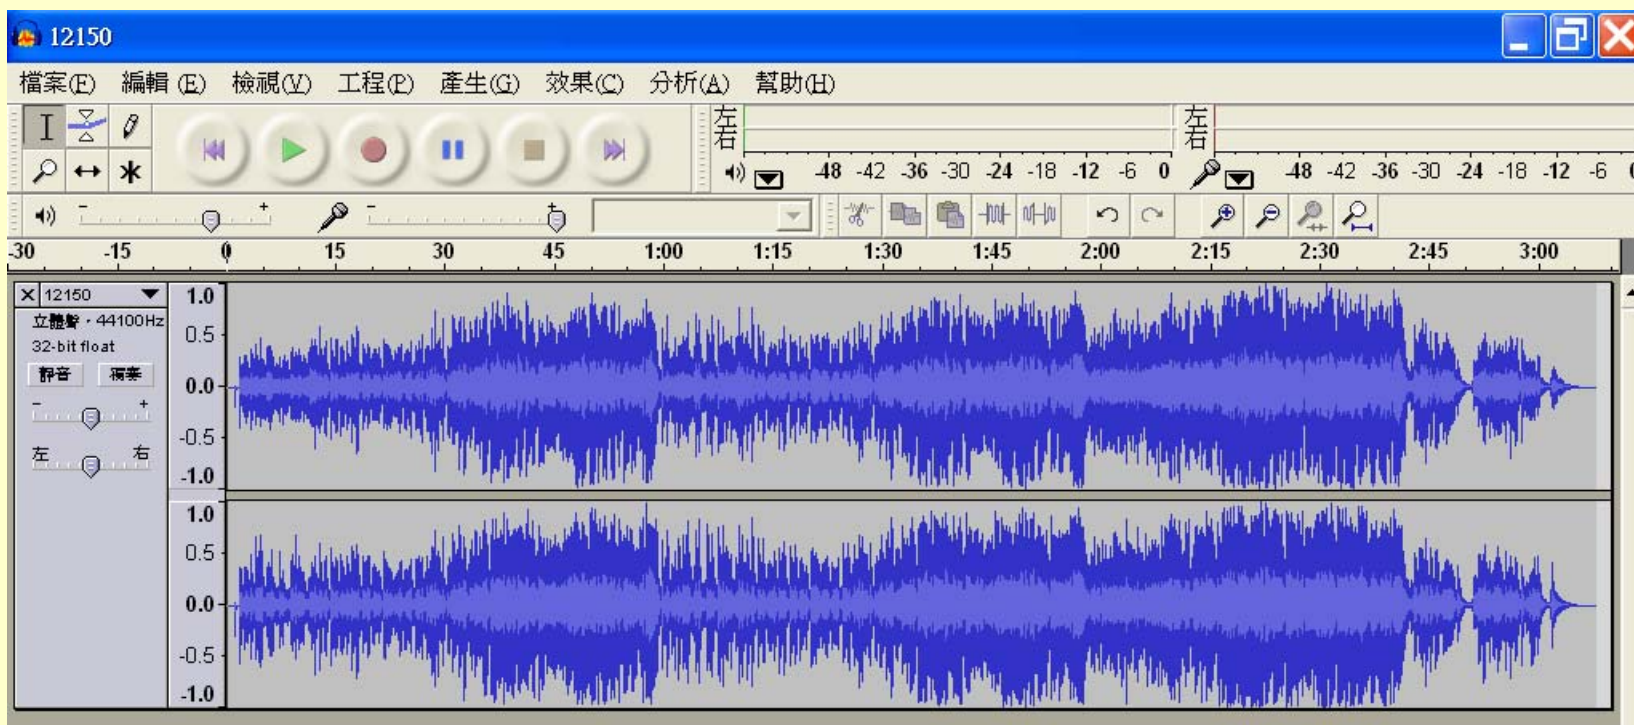 12150
檔案(F) 編輯 (E) 檢視(V) 工程(P) 產生(G) 效果(C) 分析(A) 幫助(H)
左 左
右 右
-48 -42 -36 -30 -24 -18 -12 -6 0 -48 -42 -36 -30 -24 -18 -12 -6
- + - +
-30 -15 0 15 30 45 1:00 1:15 1:30 1:45 2:00 2:15 2:30 2:45 3:00
12150 1.0
立體聲，44100Hz
0.5
32-bit float
靜音 獨奏
0.0
- +
-0.5
左 右
-1.0
1.0
0.5
0.0
-0.5
-1.0